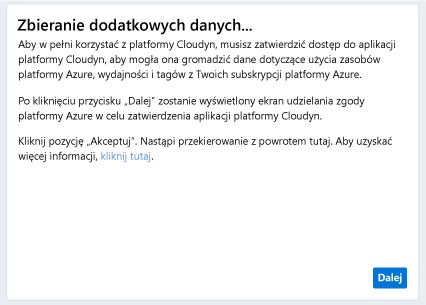 Zbieranie dodatkowych danych...
Aby w pełni korzystać z platformy Cloudyn, musisz zatwierdzić dostęp do aplikacji
platformy Cloudyn, aby mogła ona gromadzić dane dotyczące użycia zasobów
platformy Azure, wydajności i tagów z Twoich subskrypcji platformy Azure.
Po kliknięciu przycisku „Dalej” zostanie wyświetlony ekran udzielania zgody
platformy Azure w celu zatwierdzenia aplikacji platformy Cloudyn.
Kliknij pozycję „Akceptuj”. Nastąpi przekierowanie z powrotem tutaj. Aby uzyskać
więcej informacji, kliknij tutaj.
Dalej